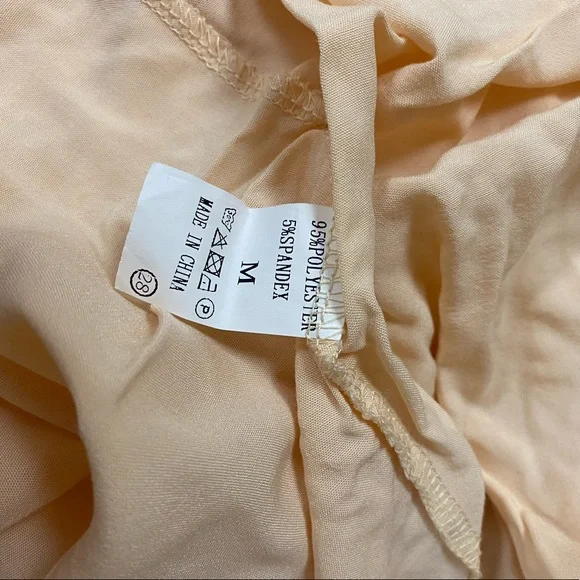 95%POLYESTER
5%SPANDEX
M
P
MADE IN CHINA
28